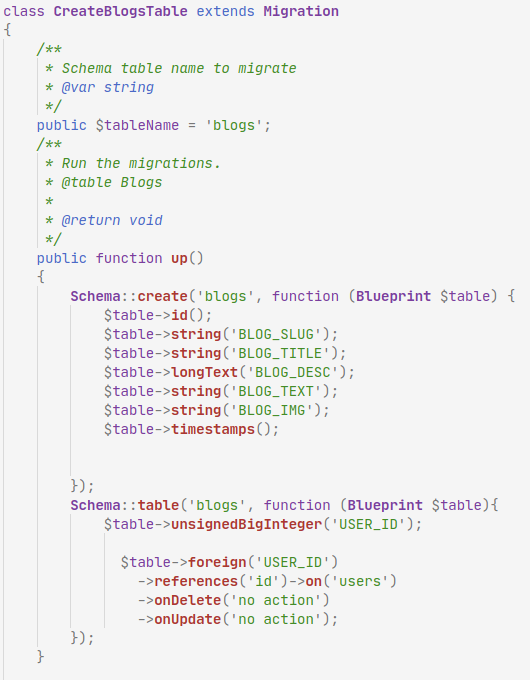 class CreateBlogsTable extends Migration
{
    /**
     * Schema table name to migrate
     * @var string
     */
    public $tableName = 'blogs';
    /**
     * Run the migrations.
     * @table Blogs
     *
     * @return void
     */
    public function up()
    {
        Schema::create('blogs', function (Blueprint $table) {
            $table->id();
            $table->string('BLOG_SLUG');
            $table->string('BLOG_TITLE');
            $table->longText('BLOG_DESC');
            $table->string('BLOG_TEXT');
            $table->string('BLOG_IMG');
            $table->timestamps();
        });
        Schema::table('blogs', function (Blueprint $table){
            $table->unsignedBigInteger('USER_ID');
              $table->foreign('USER_ID')
                ->references('id')->on('users')
                ->onDelete('no action')
                ->onUpdate('no action');
        });
    }